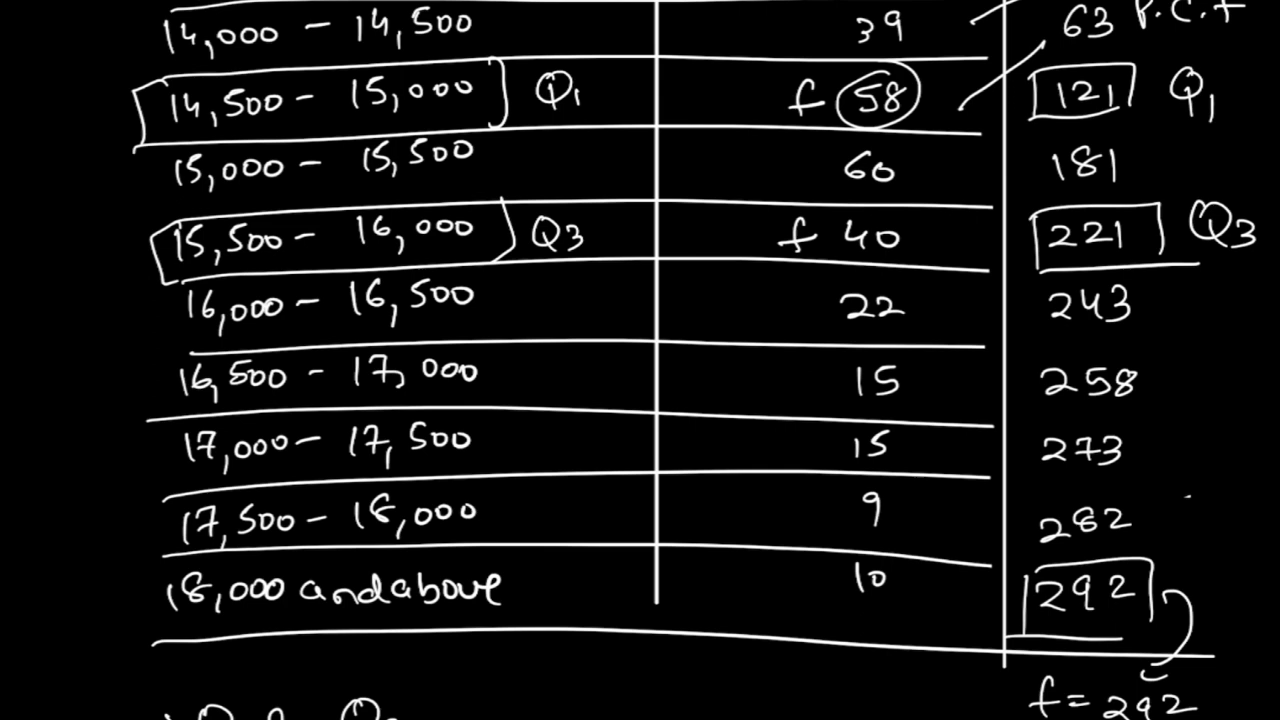 14,000 - 14,500 39 63 P.C.f
14,500 - 15,000 Q1 f 58 121 Q1
15,000 - 15,500 60 181
15,500 - 16,000 Q3 f 40 221 Q3
16,000 - 16,500 22 243
16,500 - 17,000 15 258
17,000 - 17,500 15 273
17,500 - 18,000 9 282
18,000 and above 10 292
f = 292